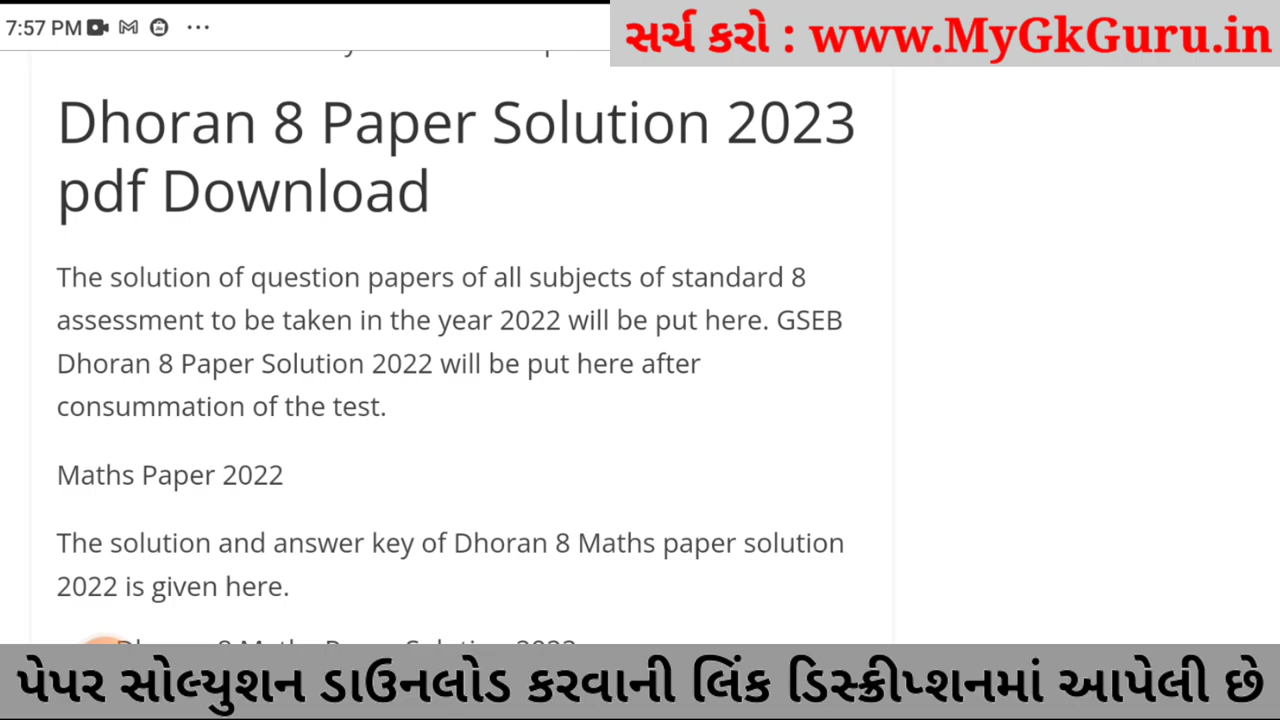 7:57 PM
સર્ચ કરો : www.MyGkGuru.in
Dhoran 8 Paper Solution 2023
pdf Download
The solution of question papers of all subjects of standard 8
assessment to be taken in the year 2022 will be put here. GSEB
Dhoran 8 Paper Solution 2022 will be put here after
consummation of the test.
Maths Paper 2022
The solution and answer key of Dhoran 8 Maths paper solution
2022 is given here.
પેપર સોલ્યુશન ડાઉનલોડ કરવાની લિંક ડિસ્ક્રીપ્શનમાં આપેલી છે